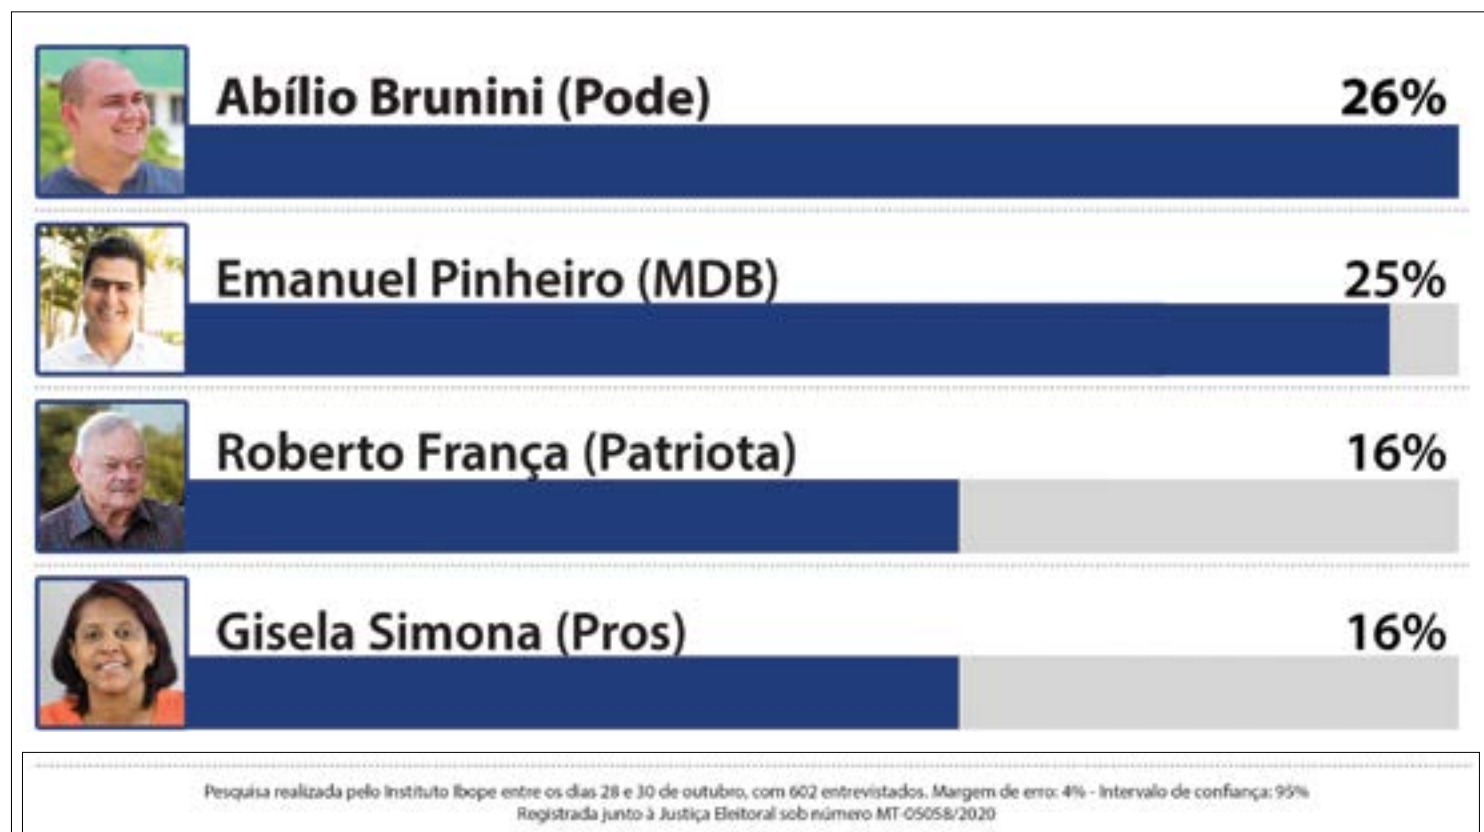 Abílio Brunini (Pode)
26%
Emanuel Pinheiro (MDB)
25%
Roberto França (Patriota)
16%
Gisela Simona (Pros)
16%
Pesquisa realizada pelo Instituto Ibope entre os dias 28 e 30 de outubro, com 602 entrevistados. Margem de erro: 4% - Intervalo de confiança: 95%
Registrada junto à Justiça Eleitoral sob número MT-05058/2020